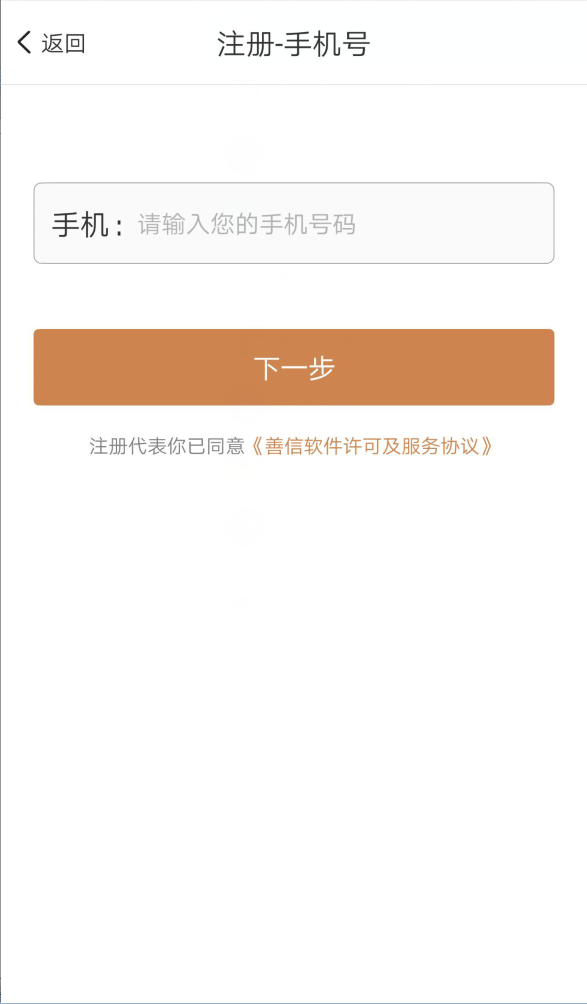 返回
注册-手机号
手机：请输入您的手机号码
下一步
注册代表你已同意《善信软件许可及服务协议》